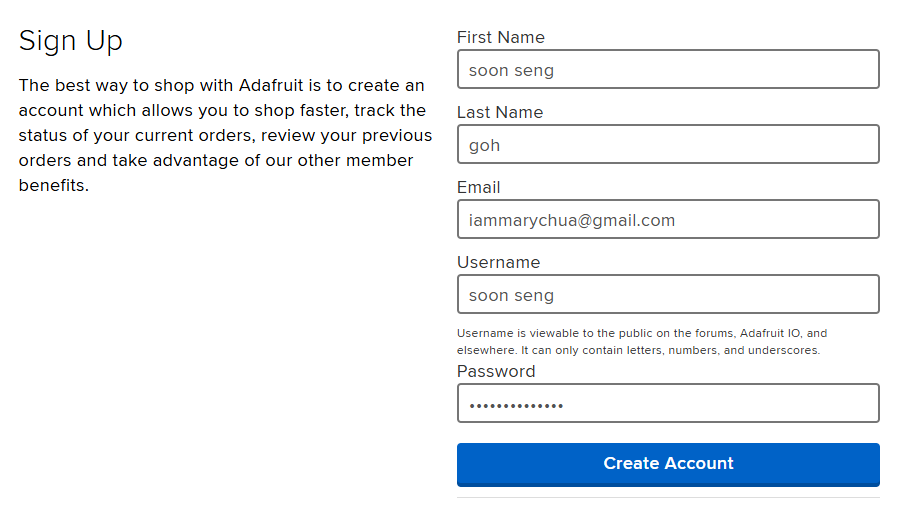 Sign Up
The best way to shop with Adafruit is to create an
account which allows you to shop faster, track the
status of your current orders, review your previous
orders and take advantage of our other member
benefits.
First Name
soon seng
Last Name
goh
Email
iammarychua@gmail.com
Username
soon seng
Username is viewable to the public on the forums, Adafruit IO, and
elsewhere. It can only contain letters, numbers, and underscores.
Password
••••••••••••••
Create Account